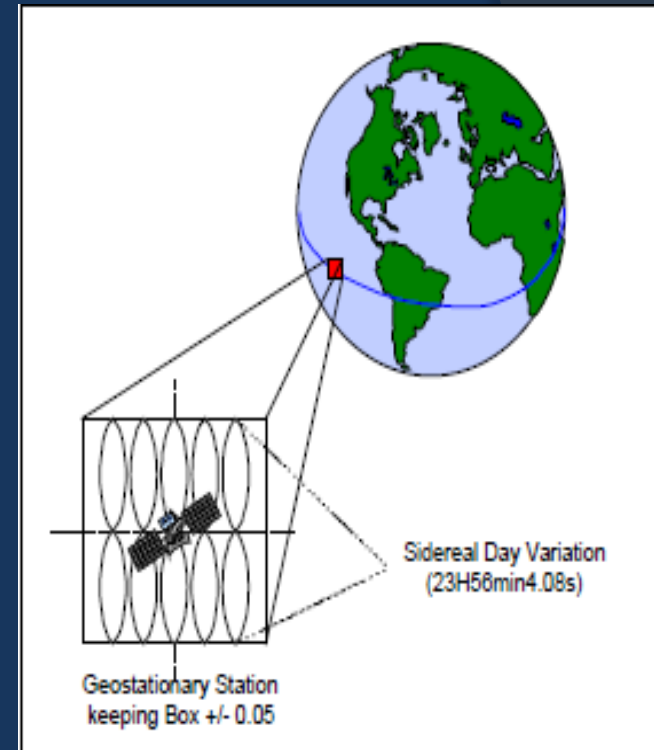 Sidereal Day Variation
(23H56min4.08s)
Geostationary Station
keeping Box +/- 0.05